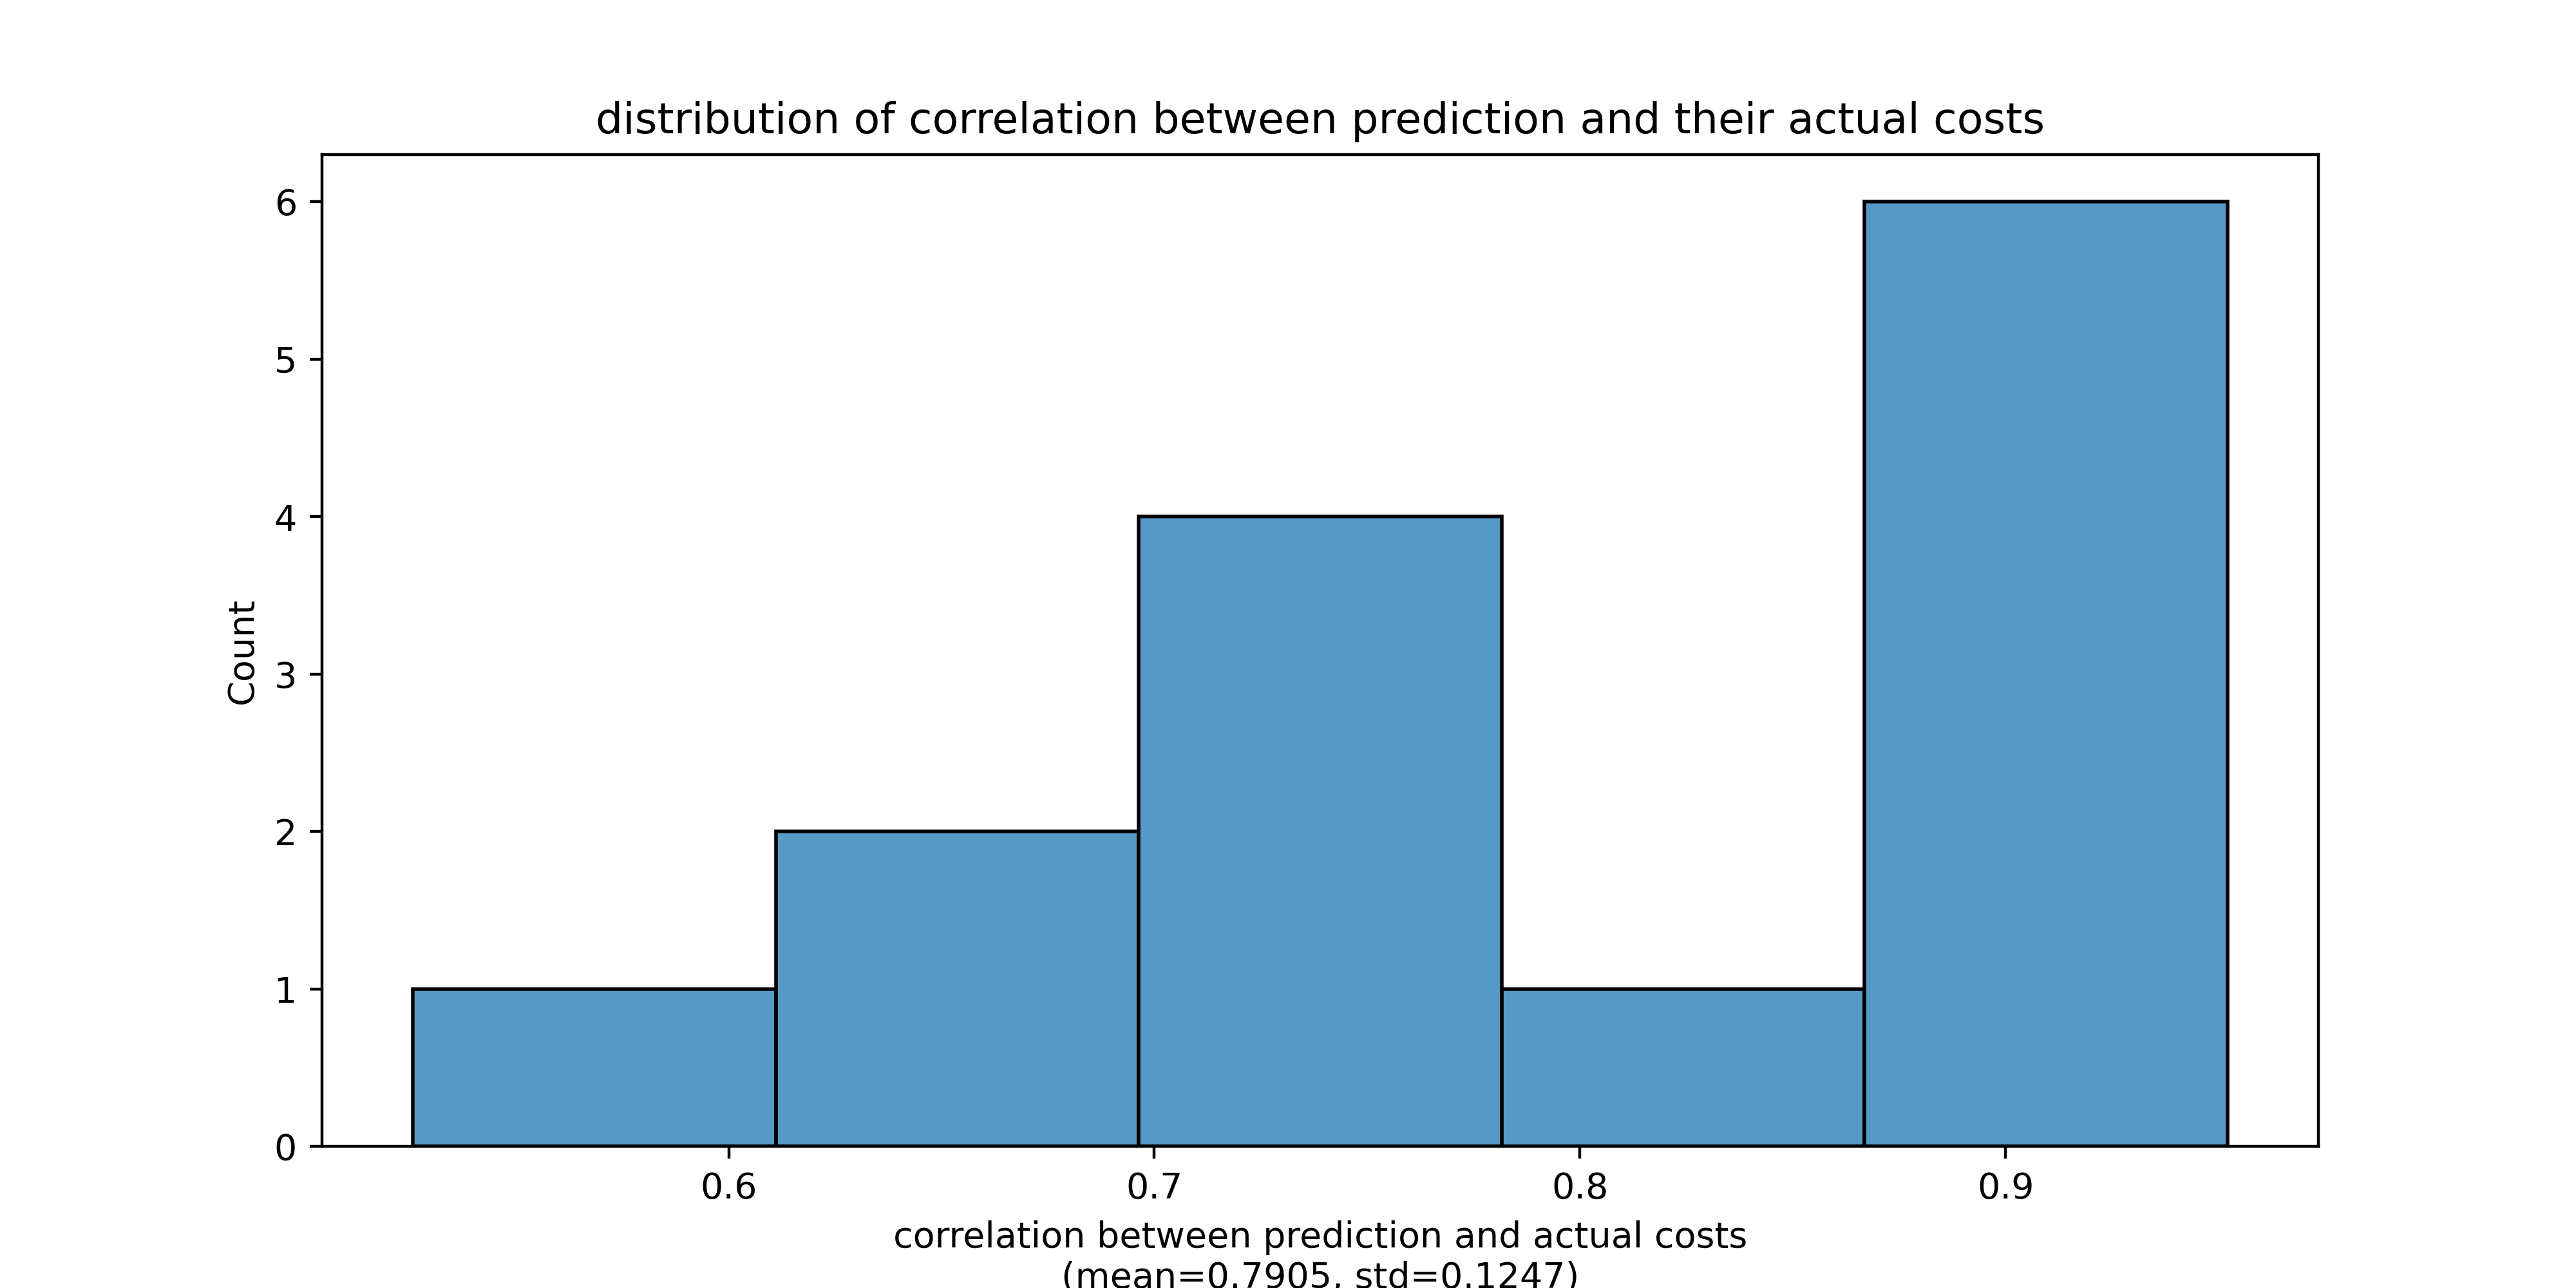 distribution of correlation between prediction and their actual costs
6
5
4
3
2
1
0
Count
0.6 0.7 0.8 0.9
correlation between prediction and actual costs
(mean=0.7905, std=0.1247)